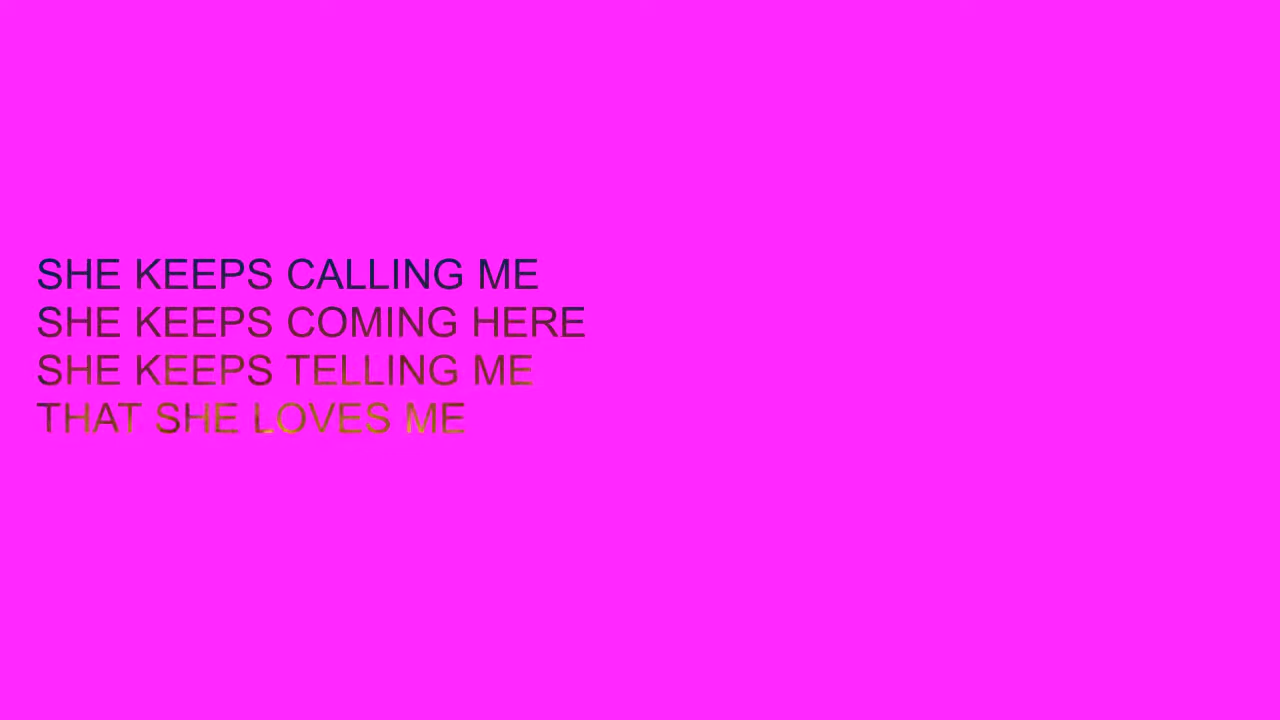 SHE KEEPS CALLING ME
SHE KEEPS COMING HERE
SHE KEEPS TELLING ME
THAT SHE LOVES ME